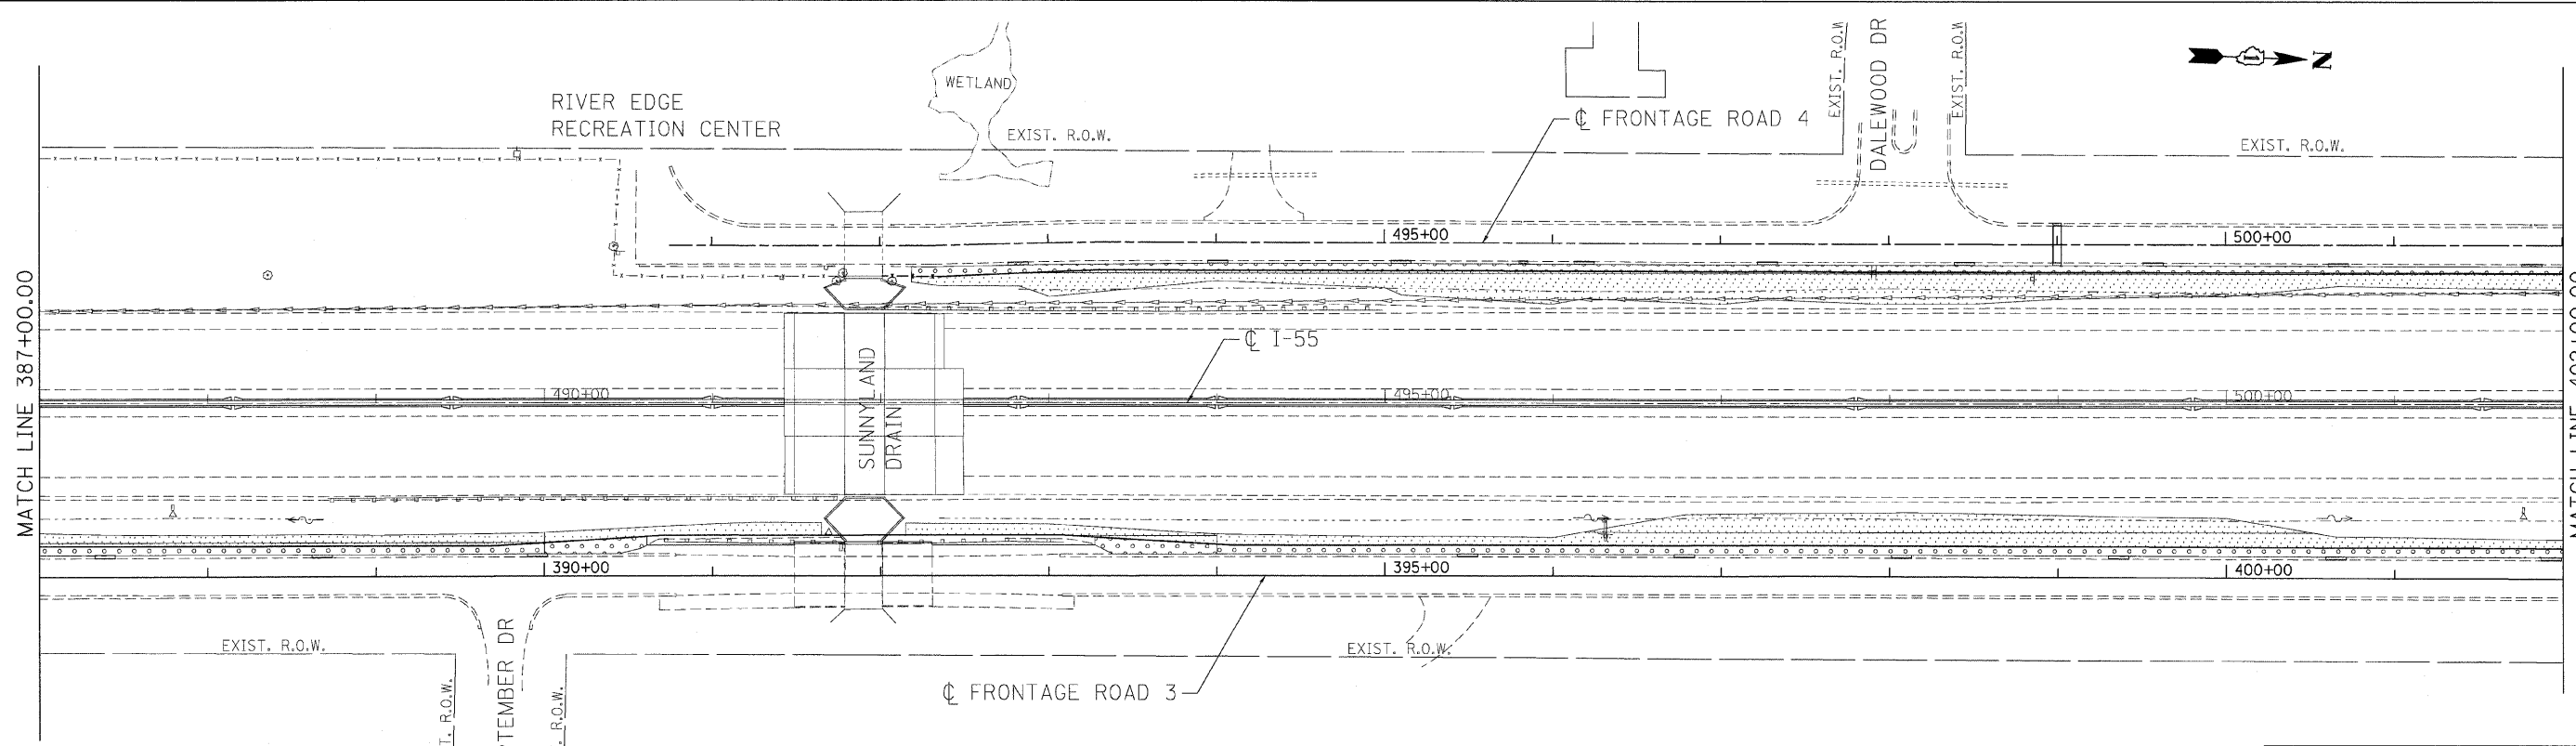 RIVER EDGE
RECREATION CENTER
WETLAND
EXIST. R.O.W.
℄ FRONTAGE ROAD 4
EXIST. R.O.W
DALEWOOD DR
EXIST. R.O.W
N
EXIST. R.O.W.
495+00
500+00
MATCH LINE 387+00.00
℄ I-55
SUNNYLAND
DRAIN
490+00
495+00
500+00
390+00
395+00
400+00
EXIST. R.O.W.
EXIST. R.O.W.
℄ FRONTAGE ROAD 3
R.O.W.
R.O.W.
MATCH LINE